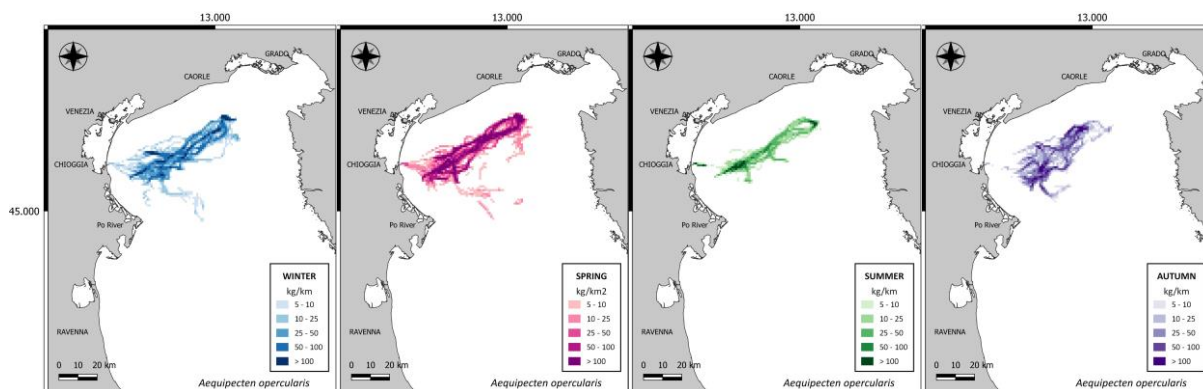 13.000
13.000
13.000
13.000
45.000
GRADO
CAORLE
VENEZIA
CHIOGGIA
Po River
RAVENNA
WINTER
kg/km
5 - 10
10 - 25
25 - 50
50 - 100
> 100
0 10 20 km
Aequipecten opercularis
GRADO
CAORLE
VENEZIA
CHIOGGIA
Po River
RAVENNA
SPRING
kg/km2
5 - 10
10 - 25
25 - 50
50 - 100
> 100
0 10 20 km
Aequipecten opercularis
GRADO
CAORLE
VENEZIA
CHIOGGIA
Po River
RAVENNA
SUMMER
kg/km
5 - 10
10 - 25
25 - 50
50 - 100
> 100
0 10 20 km
Aequipecten opercularis
GRADO
CAORLE
VENEZIA
CHIOGGIA
Po River
RAVENNA
AUTUMN
kg/km
5 - 10
10 - 25
25 - 50
50 - 100
> 100
0 10 20 km
Aequipecten opercularis